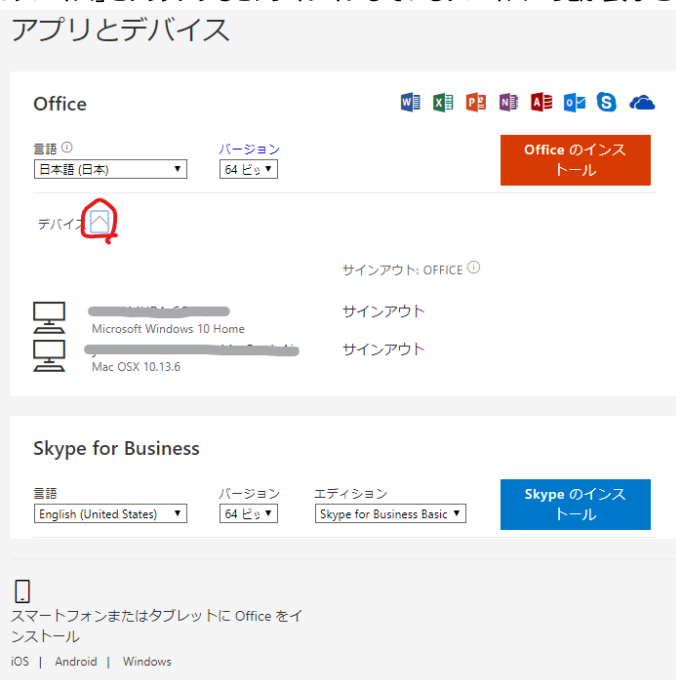 アプリとデバイス
Office
言語
バージョン
日本語 (日本)
64 ビッ
Office のインス
トール
デバイス
サインアウト: OFFICE
サインアウト
Microsoft Windows 10 Home
サインアウト
Mac OSX 10.13.6
Skype for Business
言語
バージョン
エディション
English (United States)
64 ビッ
Skype for Business Basic
Skype のインス
トール
スマートフォンまたはタブレットに Office をイ
ンストール
iOS | Android | Windows